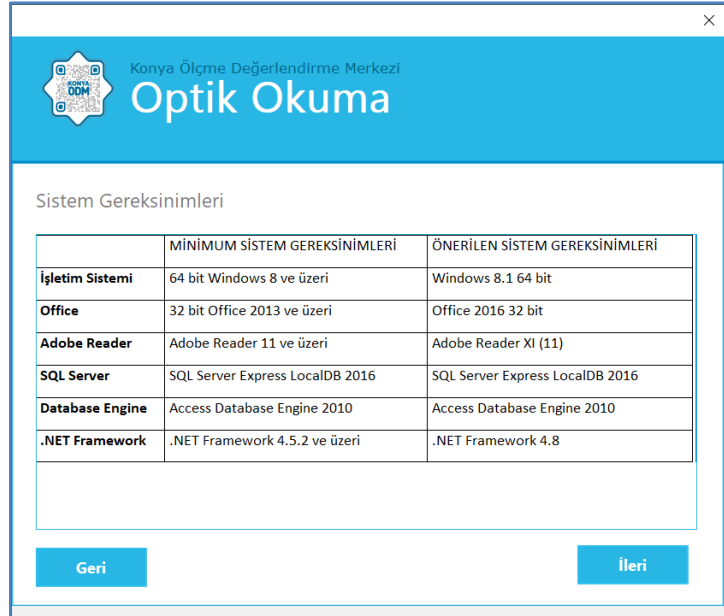 KONYA
ODM
Konya Ölçme Değerlendirme Merkezi
Optik Okuma
Sistem Gereksinimleri
MİNİMUM SİSTEM GEREKSİNİMLERİ ÖNERİLEN SİSTEM GEREKSİNİMLERİ
İşletim Sistemi 64 bit Windows 8 ve üzeri Windows 8.1 64 bit
Office 32 bit Office 2013 ve üzeri Office 2016 32 bit
Adobe Reader Adobe Reader 11 ve üzeri Adobe Reader XI (11)
SQL Server SQL Server Express LocalDB 2016 SQL Server Express LocalDB 2016
Database Engine Access Database Engine 2010 Access Database Engine 2010
.NET Framework .NET Framework 4.5.2 ve üzeri .NET Framework 4.8
Geri İleri